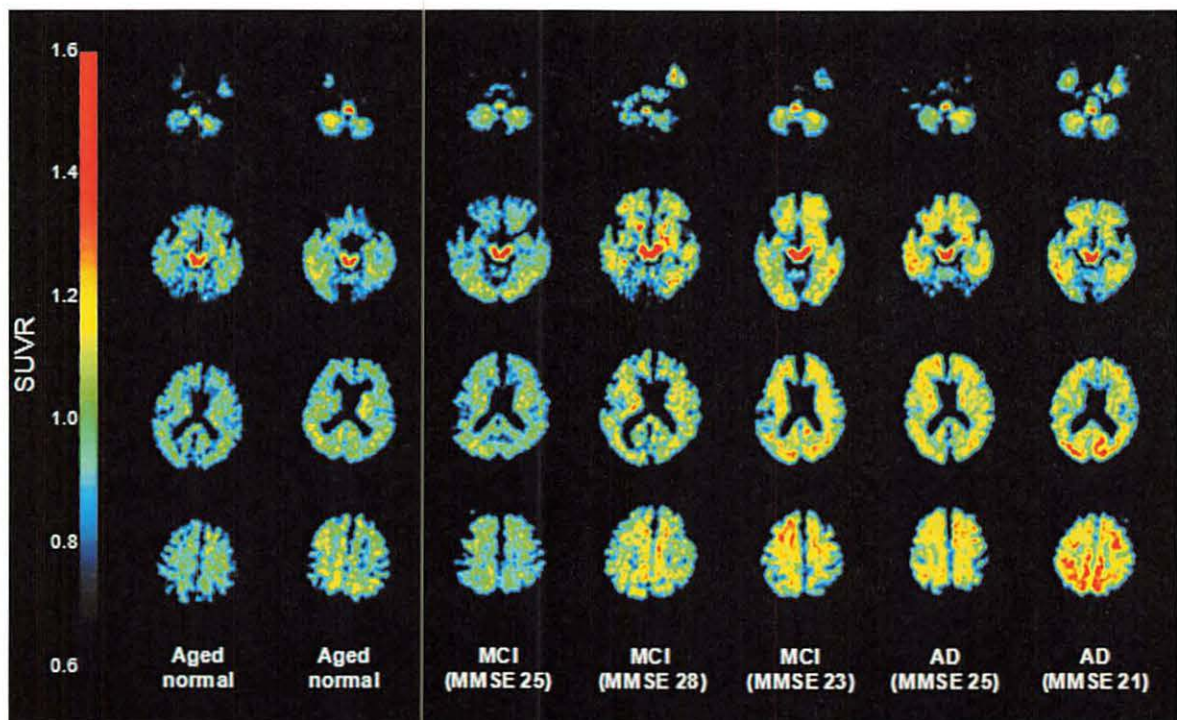 1.6
1.4
1.2
1.0
0.8
0.6
SUVR
Aged
normal
Aged
normal
MCI
(MMSE 25)
MCI
(MMSE 28)
MCI
(MMSE 23)
AD
(MMSE 25)
AD
(MMSE 21)